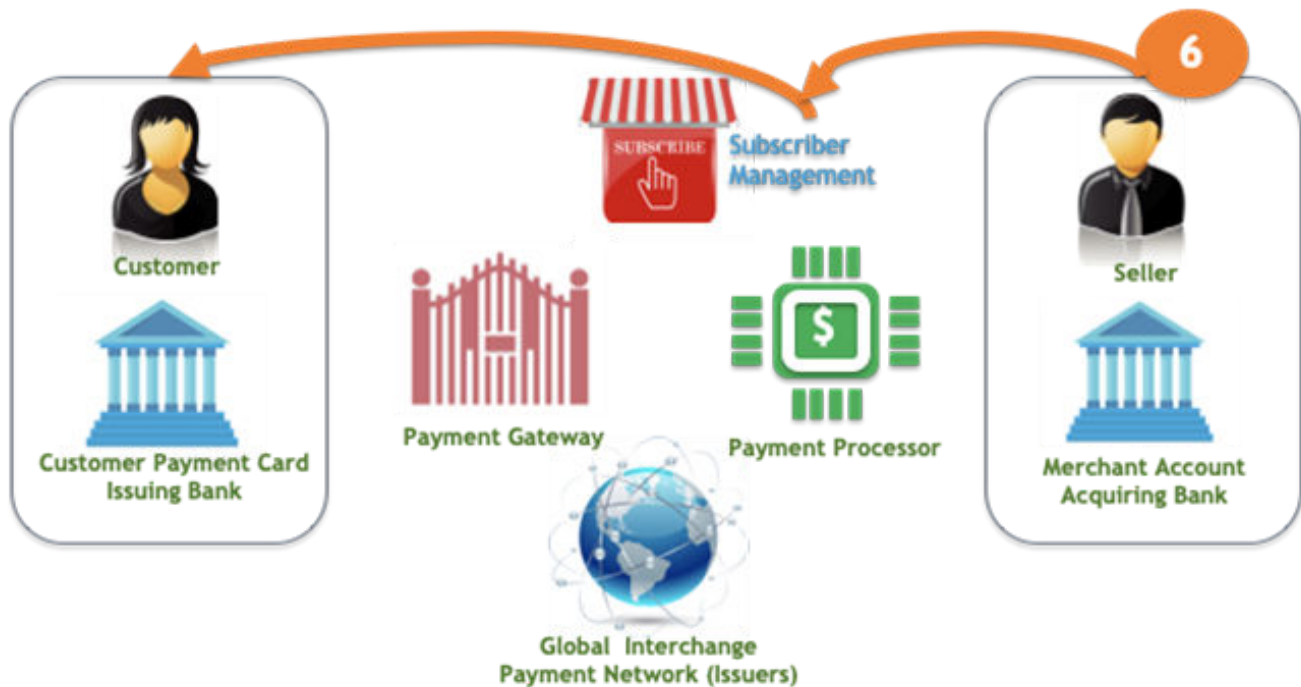 6
SUBSCRIBE
Subscriber
Management
Customer
Seller
$
Payment Gateway
Payment Processor
Customer Payment Card
Issuing Bank
Merchant Account
Acquiring Bank
Global Interchange
Payment Network (Issuers)